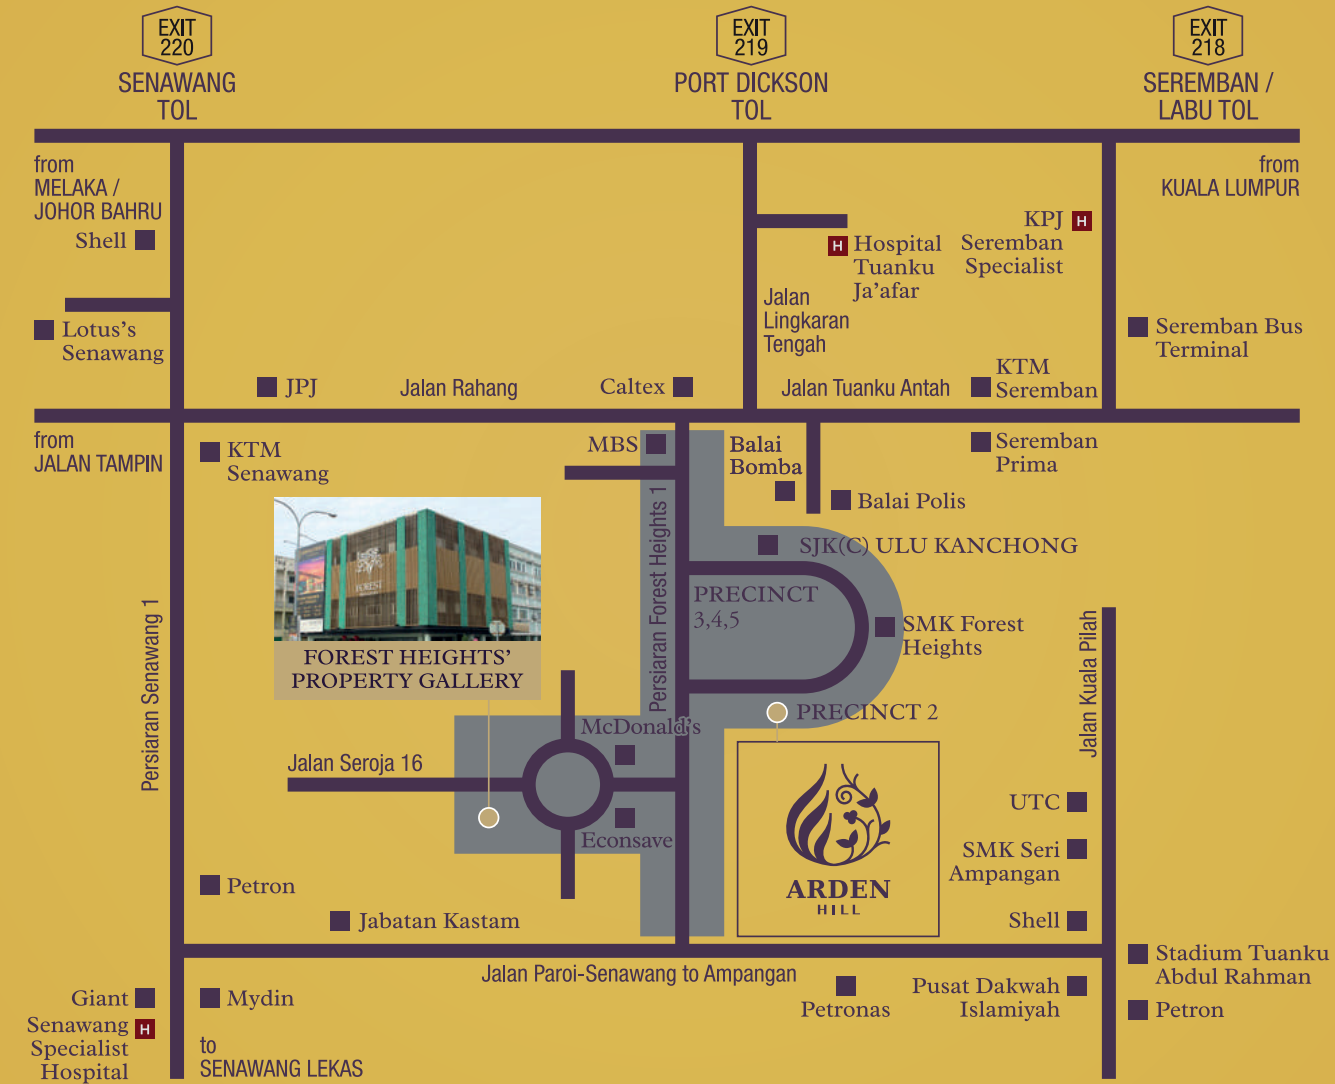 EXIT
220
SENAWANG
TOL
EXIT
219
PORT DICKSON
TOL
EXIT
218
SEREMBAN /
LABU TOL
from
MELAKA /
JOHOR BAHRU
from
KUALA LUMPUR
Shell
Lotus's
Senawang
H
Hospital
Tuanku
Ja'afar
KPJ
Seremban
Specialist
H
Jalan
Lingkaran
Tengah
Seremban Bus
Terminal
JPJ
Jalan Rahang
Caltex
Jalan Tuanku Antah
KTM
Seremban
from
JALAN TAMPIN
KTM
Senawang
MBS
Balai
Bomba
Balai Polis
Seremban
Prima
SJK(C) ULU KANCHONG
Persiaran Forest Heights 1
PRECINCT
3,4,5
SMK Forest
Heights
FOREST
FOREST HEIGHTS'
PROPERTY GALLERY
Persiaran Senawang 1
Jalan Kuala Pilah
PRECINCT 2
McDonald's
Jalan Seroja 16
Econsave
ARDEN
HILL
UTC
SMK Seri
Ampangan
Shell
Petron
Jabatan Kastam
Jalan Paroi-Senawang to Ampangan
Stadium Tuanku
Abdul Rahman
Giant
Mydin
Petronas
Pusat Dakwah
Islamiyah
Petron
Senawang
Specialist
Hospital
H
to
SENAWANG LEKAS